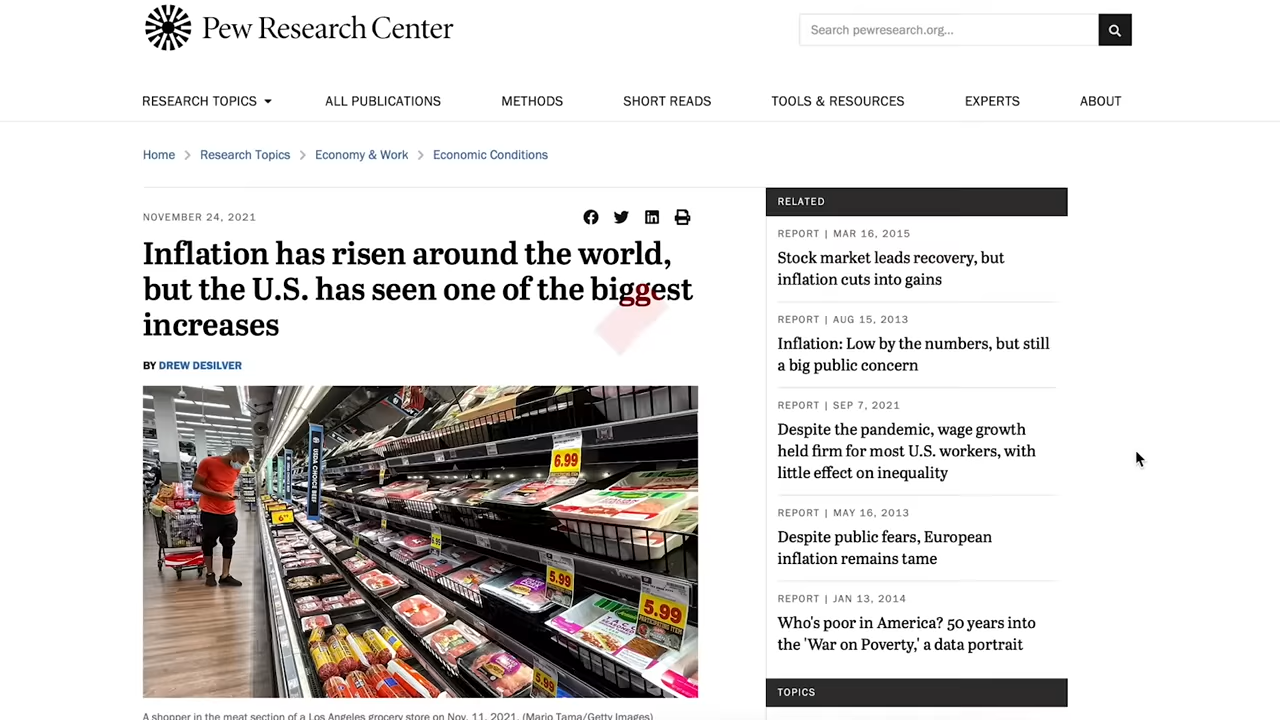 Pew Research Center
Search pewresearch.org...
RESEARCH TOPICS
ALL PUBLICATIONS
METHODS
SHORT READS
TOOLS & RESOURCES
EXPERTS
ABOUT
Home
Research Topics
Economy & Work
Economic Conditions
NOVEMBER 24, 2021
Inflation has risen around the world,
but the U.S. has seen one of the biggest
increases
BY DREW DESILVER
6.99
USDA CHOICE BEEF
5.99
5.99
5.99
A shopper in the meat section of a Los Angeles grocery store on Nov. 11, 2021. (Mario Tama/Getty Images)
RELATED
REPORT | MAR 16, 2015
Stock market leads recovery, but
inflation cuts into gains
REPORT | AUG 15, 2013
Inflation: Low by the numbers, but still
a big public concern
REPORT | SEP 7, 2021
Despite the pandemic, wage growth
held firm for most U.S. workers, with
little effect on inequality
REPORT | MAY 16, 2013
Despite public fears, European
inflation remains tame
REPORT | JAN 13, 2014
Who's poor in America? 50 years into
the 'War on Poverty,' a data portrait
TOPICS